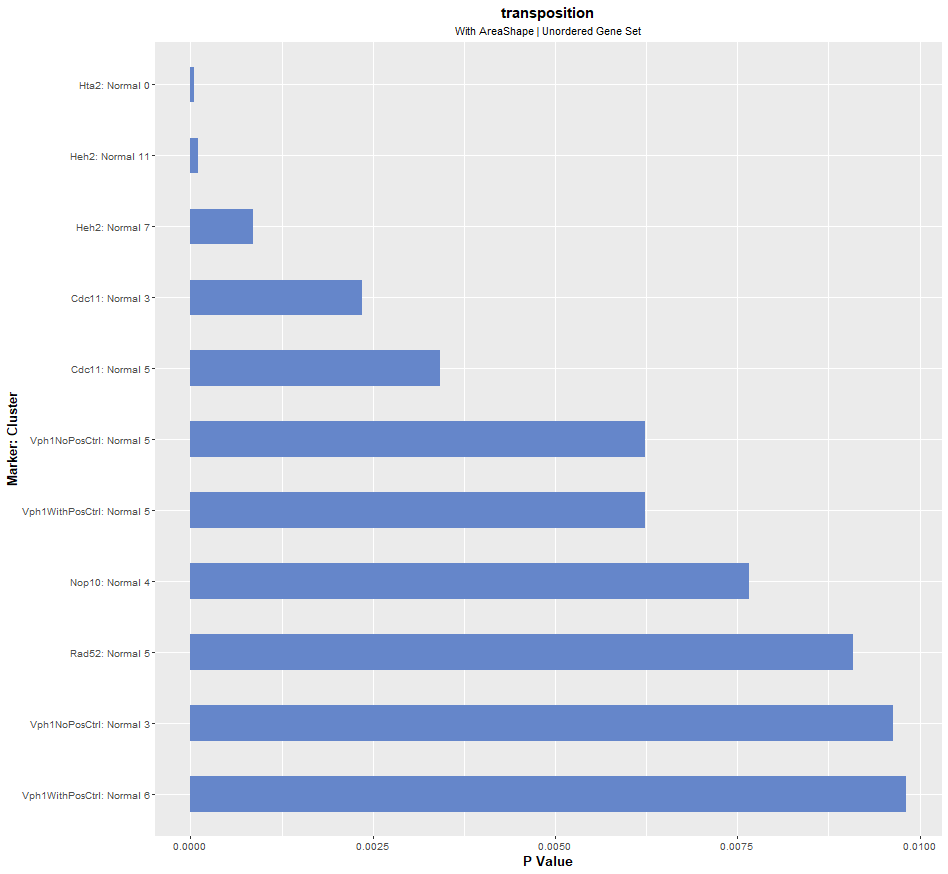 transposition
With AreaShape | Unordered Gene Set
Marker: Cluster
Hta2: Normal 0
Heh2: Normal 11
Heh2: Normal 7
Cdc11: Normal 3
Cdc11: Normal 5
Vph1NoPosCtrl: Normal 5
Vph1WithPosCtrl: Normal 5
Nop10: Normal 4
Rad52: Normal 5
Vph1NoPosCtrl: Normal 3
Vph1WithPosCtrl: Normal 6
0.0000 0.0025 0.0050 0.0075 0.0100
P Value